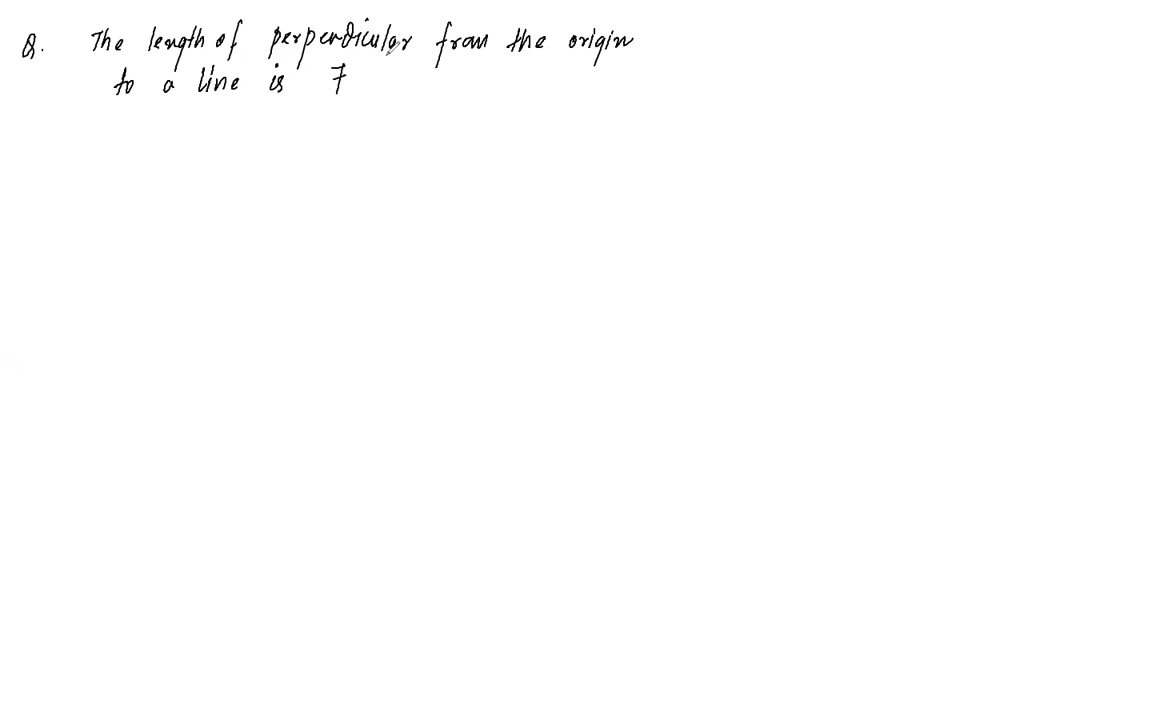 Q. The length of perpendicular from the origin
to a line is 7